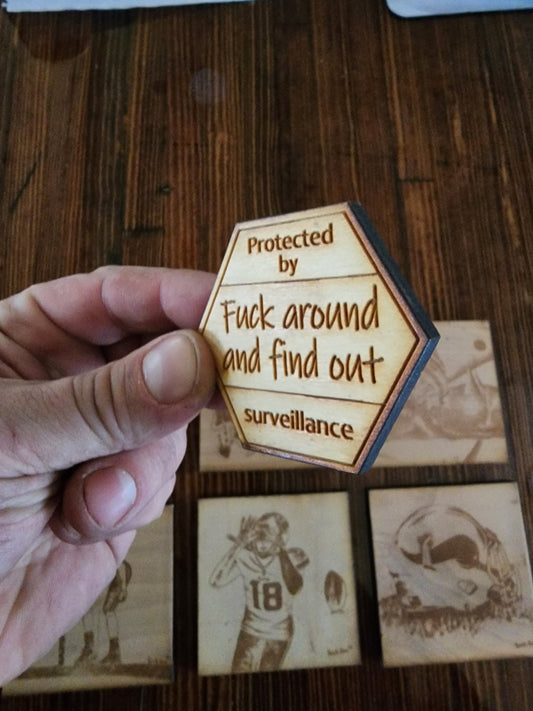 Protected
by
Fuck around
and find out
surveillance
18